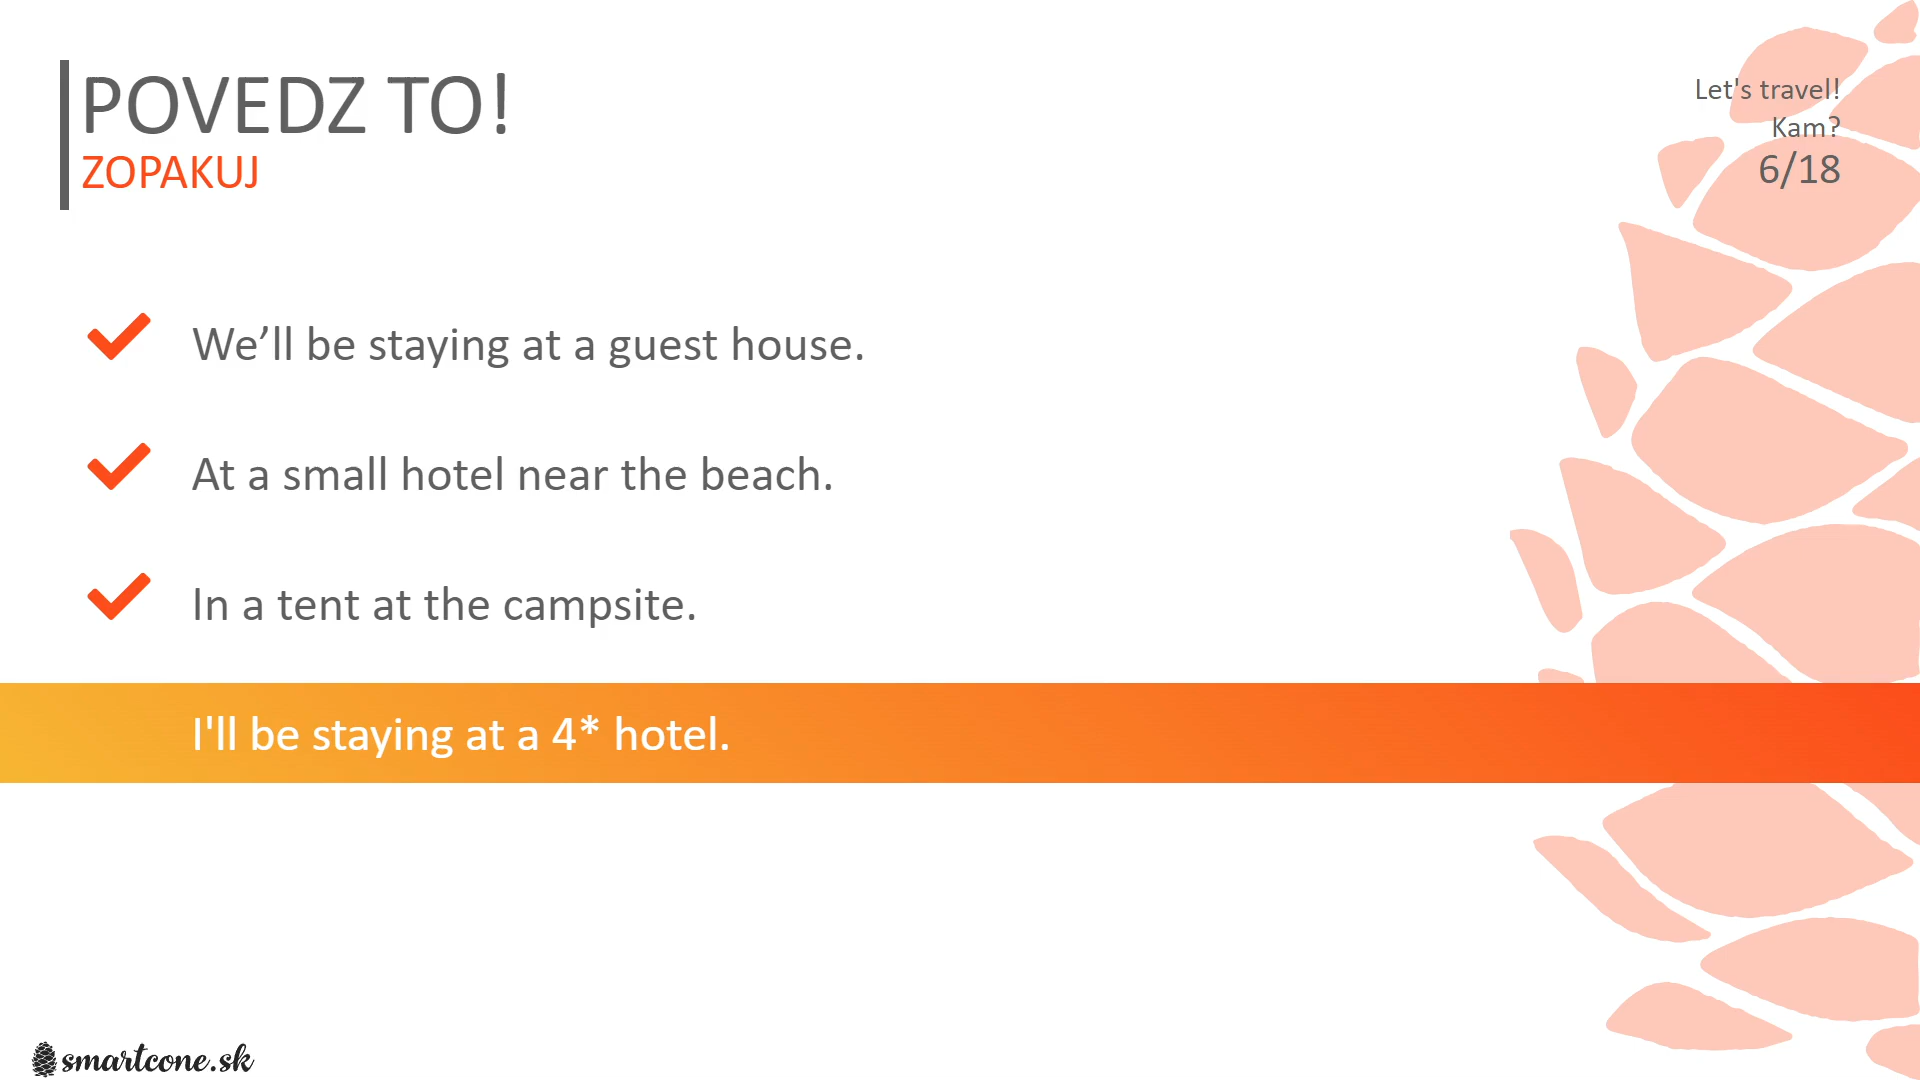 POVEDZ TO!
ZOPAKUJ
Let's travel!
Kam?
6/18
We’ll be staying at a guest house.
At a small hotel near the beach.
In a tent at the campsite.
I'll be staying at a 4* hotel.
smartcone.sk